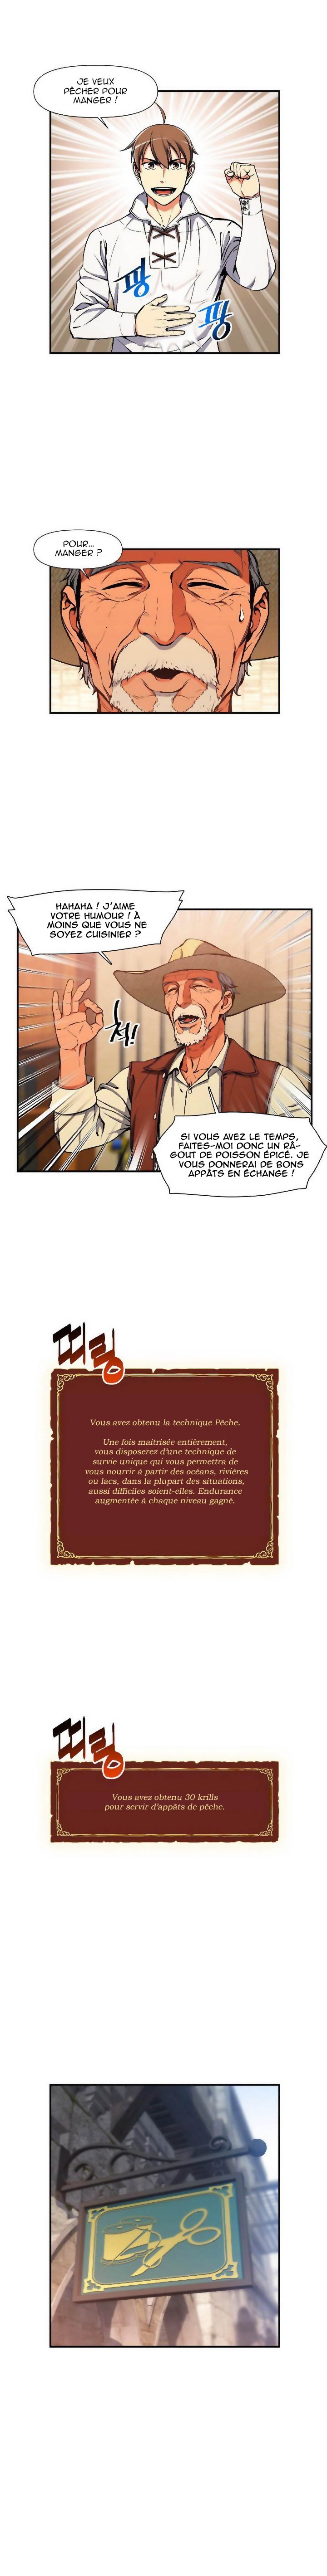 JE VEUX
PÊCHER POUR
MANGER !
팡
팡
POUR...
MANGER ?
HAHAHA ! J'AIME
VOTRE HUMOUR ! À
MOINS QUE VOUS NE
SOYEZ CUISINIER ?
척!
SI VOUS AVEZ LE TEMPS,
FAITES-MOI DONC UN RA-
GOUT DE POISSON ÉPICÉ. JE
VOUS DONNERAI DE BONS
APPÂTS EN ÉCHANGE !
띠링
Vous avez obtenu la technique Pêche.
Une fois maitrisée entièrement,
vous disposerez d'une technique de
survie unique qui vous permettra de
vous nourrir à partir des océans, rivières
ou lacs, dans la plupart des situations,
aussi difficiles soient-elles. Endurance
augmentée à chaque niveau gagné.
띠링
Vous avez obtenu 30 krills
pour servir d'appâts de pêche.